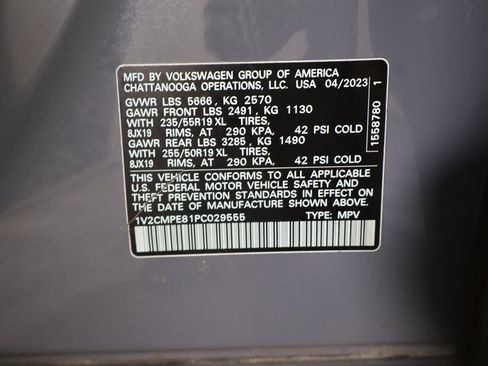 MFD BY VOLKSWAGEN GROUP OF AMERICA
CHATTANOOGA OPERATIONS, LLC. USA 04/2023
GVWR LBS 5666, KG 2570
GAWR FRONT LBS 2491, KG 1130
WITH 235/55R19 XL TIRES,
8JX19 RIMS, AT 290 KPA, 42 PSI COLD
GAWR REAR LBS 3285, KG 1490
WITH 255/50R19 XL TIRES,
8JX19 RIMS, AT 290 KPA, 42 PSI COLD
THIS VEHICLE CONFORMS TO ALL APPLICABLE
U.S. FEDERAL MOTOR VEHICLE SAFETY AND
THEFT PREVENTION STANDARDS IN EFFECT
ON THE DATE OF MANUFACTURE SHOWN ABOVE.
1V2CMPE81PC029555 TYPE: MPV
1558780 1